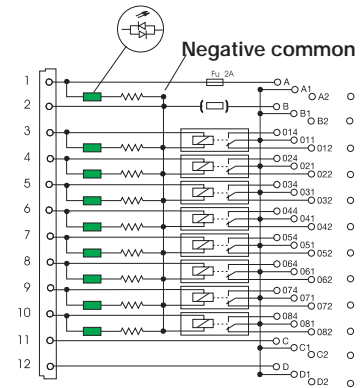 Negative common
1 Fu 2A A
A1
A2
2 B
B1
B2
3 014
011
012
4 024
021
022
5 034
031
032
6 044
041
042
7 054
051
052
8 064
061
062
9 074
071
072
10 084
081
082
11 C
C1
C2
12 D
D1
D2